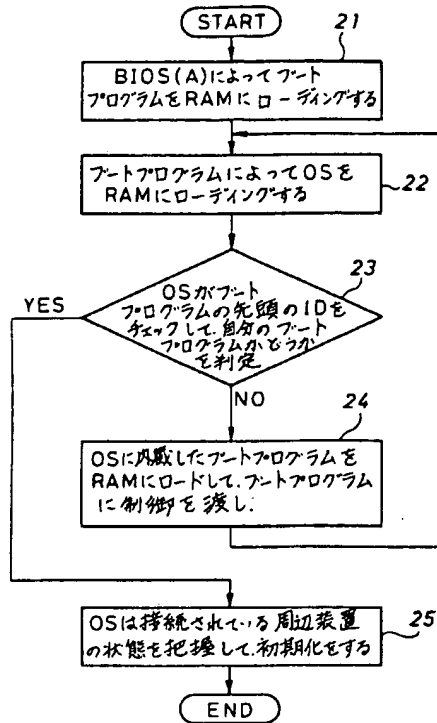 START
21
BIOS(A)によってブート
プログラムをRAMにローディングする
ブートプログラムによってOSを
RAMにローディングする
22
23
OSがブート
プログラムの先頭のIDを
チェックして、自分のブート
プログラムかどうか
を判定
YES
NO
24
OSに内蔵したブートプログラムを
RAMにロードして、ブートプログラム
に制御を渡し.
OSは接続されている周辺装置
の状態を把握して、初期化をする
25
END